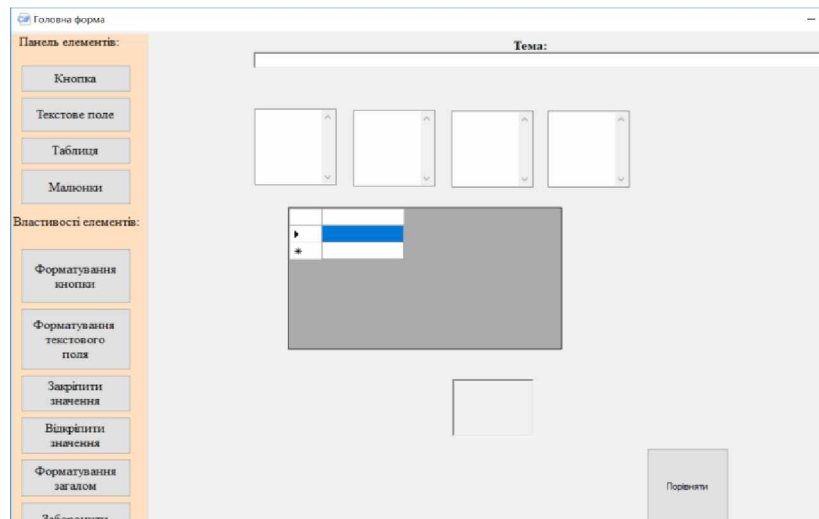 Головна форма
Панель елементів:
Кнопка
Текстове поле
Таблиця
Малюнки
Властивості елементів:
Форматування
кнопки
Форматування
текстового
поля
Закріпити
значення
Відкріпити
значення
Форматування
загалом
Заборонити
Тема:
Порівняти